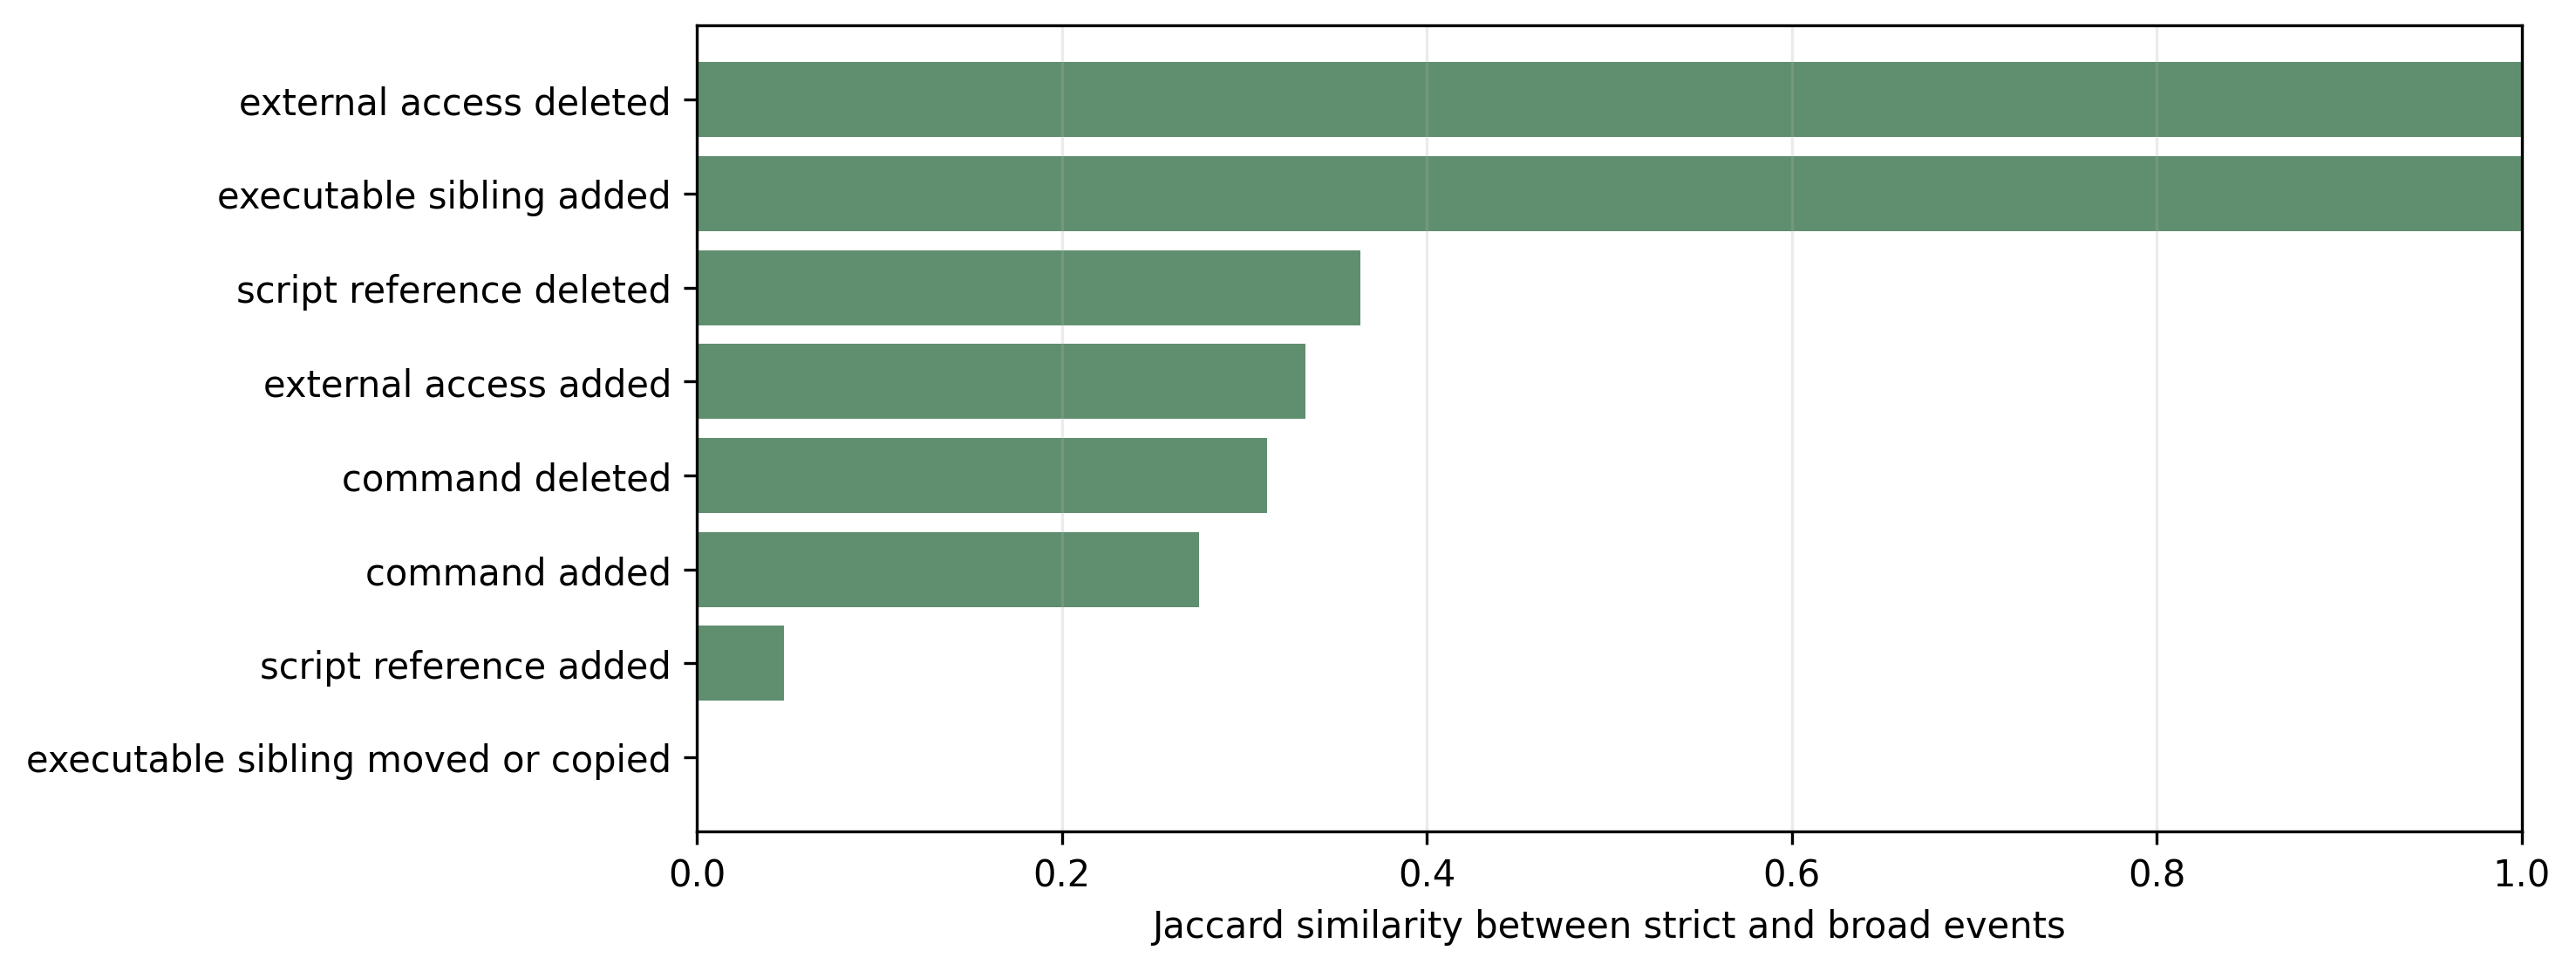 external access deleted
executable sibling added
script reference deleted
external access added
command deleted
command added
script reference added
executable sibling moved or copied
0.0 0.2 0.4 0.6 0.8 1.0
Jaccard similarity between strict and broad events